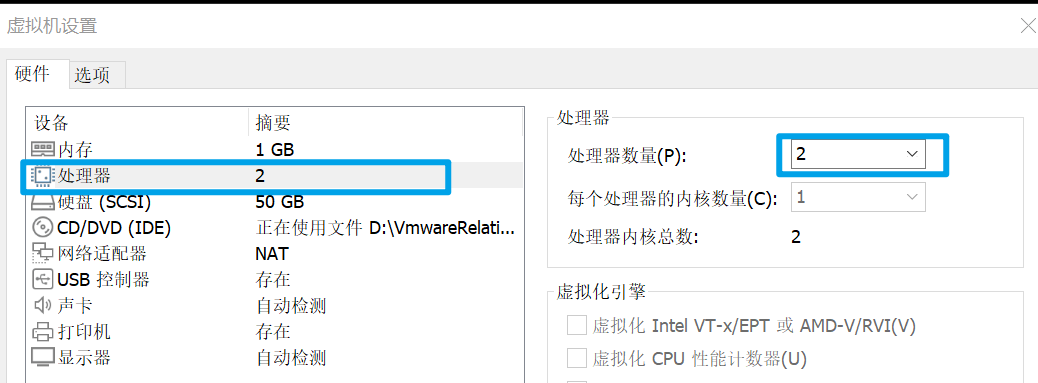 虚拟机设置
硬件 选项
设备 摘要
内存 1 GB
处理器 2
硬盘 (SCSI) 50 GB
CD/DVD (IDE) 正在使用文件 D:\VmwareRelati...
网络适配器 NAT
USB 控制器 存在
声卡 自动检测
打印机 存在
显示器 自动检测
处理器
处理器数量(P): 2
每个处理器的内核数量(C): 1
处理器内核总数: 2
虚拟化引擎
虚拟化 Intel VT-x/EPT 或 AMD-V/RVI(V)
虚拟化 CPU 性能计数器(U)